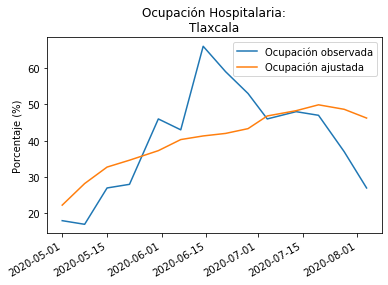 Ocupación Hospitalaria:
Tlaxcala
Ocupación observada
Ocupación ajustada
Porcentaje (%)
60
50
40
30
20
2020-05-01
2020-05-15
2020-06-01
2020-06-15
2020-07-01
2020-07-15
2020-08-01